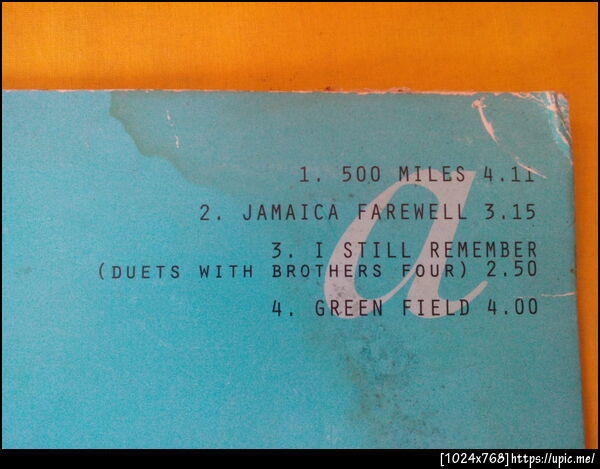 a
1. 500 MILES 4.11
2. JAMAICA FAREWELL 3.15
3. I STILL REMEMBER
(DUETS WITH BROTHERS FOUR) 2.50
4. GREEN FIELD 4.00
[1024x768]https://upic.me/